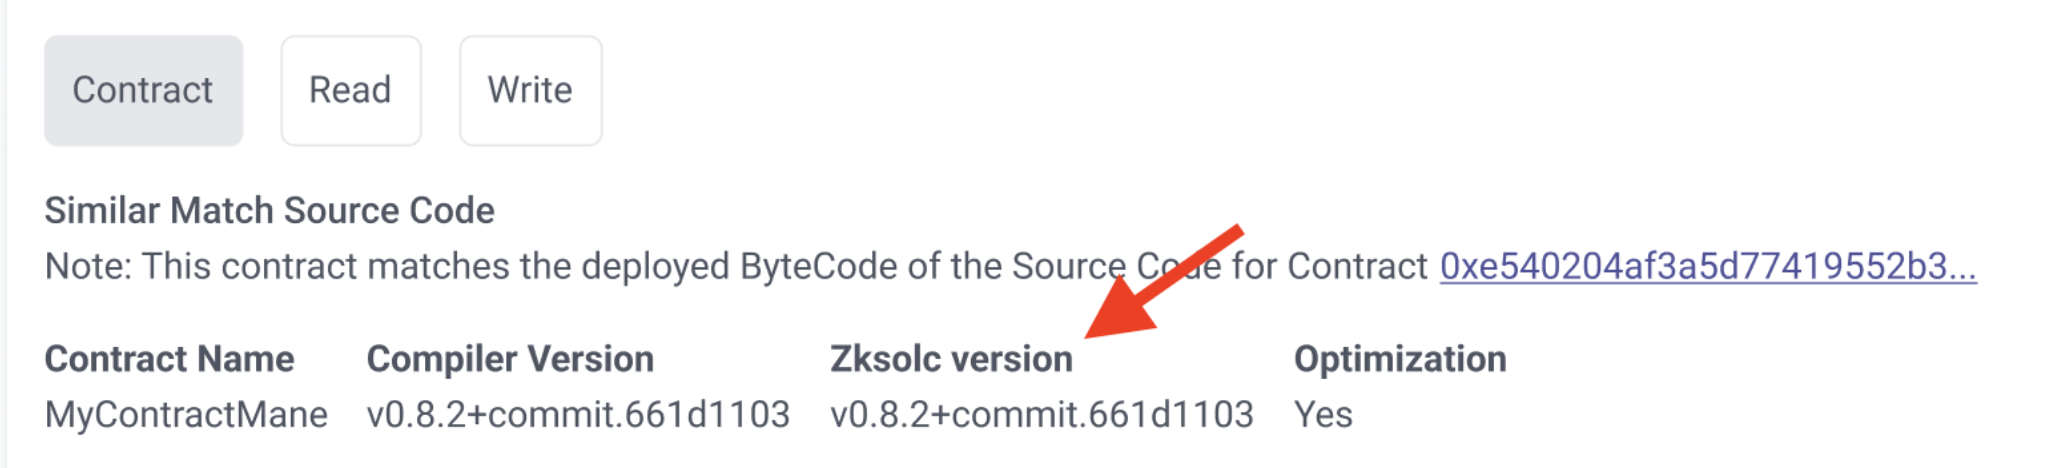 Contract Read Write
Similar Match Source Code
Note: This contract matches the deployed ByteCode of the Source Code for Contract 0xe540204af3a5d77419552b3...
Contract Name Compiler Version Zksolc version Optimization
MyContractMane v0.8.2+commit.661d1103 v0.8.2+commit.661d1103 Yes